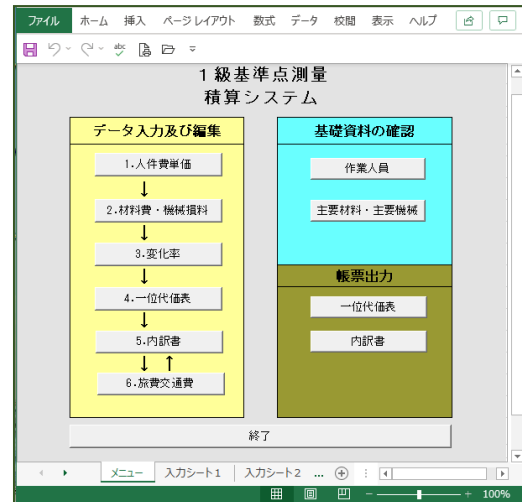 ファイル ホーム 挿入 ページ レイアウト 数式 データ 校閲 表示 ヘルプ
abc
１級基準点測量
積算システム
データ入力及び編集
1.人件費単価
↓
2.材料費・機械損料
↓
3.変化率
↓
4.一位代価表
↓
5.内訳書
↓ ↑
6.旅費交通費
基礎資料の確認
作業人員
主要材料・主要機械
帳票出力
一位代価表
内訳書
終了
メニュー 入力シート1 入力シート2 ...
100%